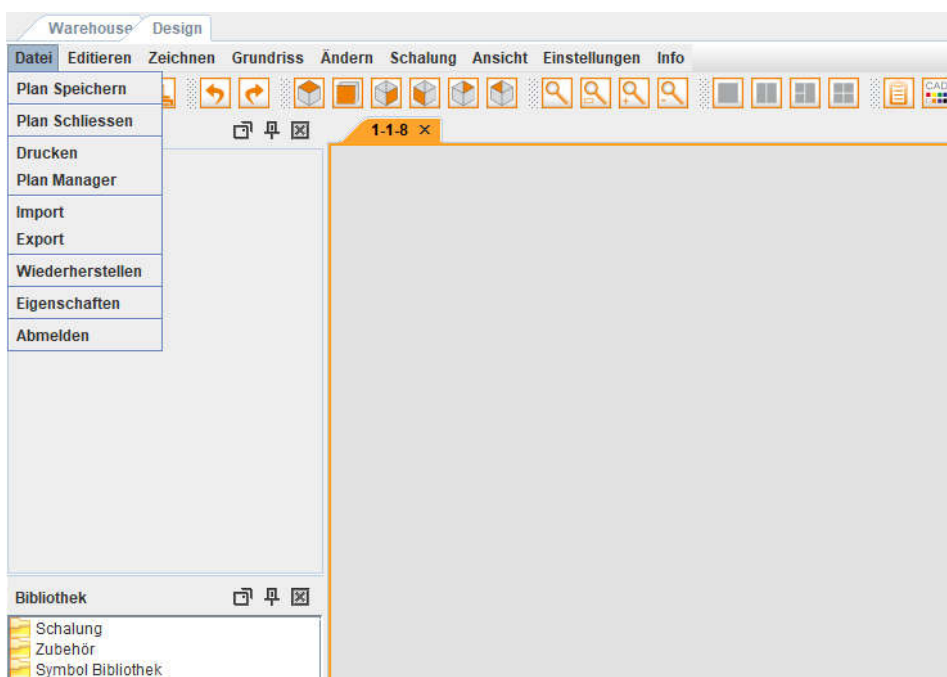 Warehouse Design
Datei Editieren Zeichnen Grundriss Ändern Schalung Ansicht Einstellungen Info
Plan Speichern
CAD
Plan Schliessen
1-1-8 ×
Drucken
Plan Manager
Import
Export
Wiederherstellen
Eigenschaften
Abmelden
Bibliothek
Schalung
Zubehör
Symbol Bibliothek